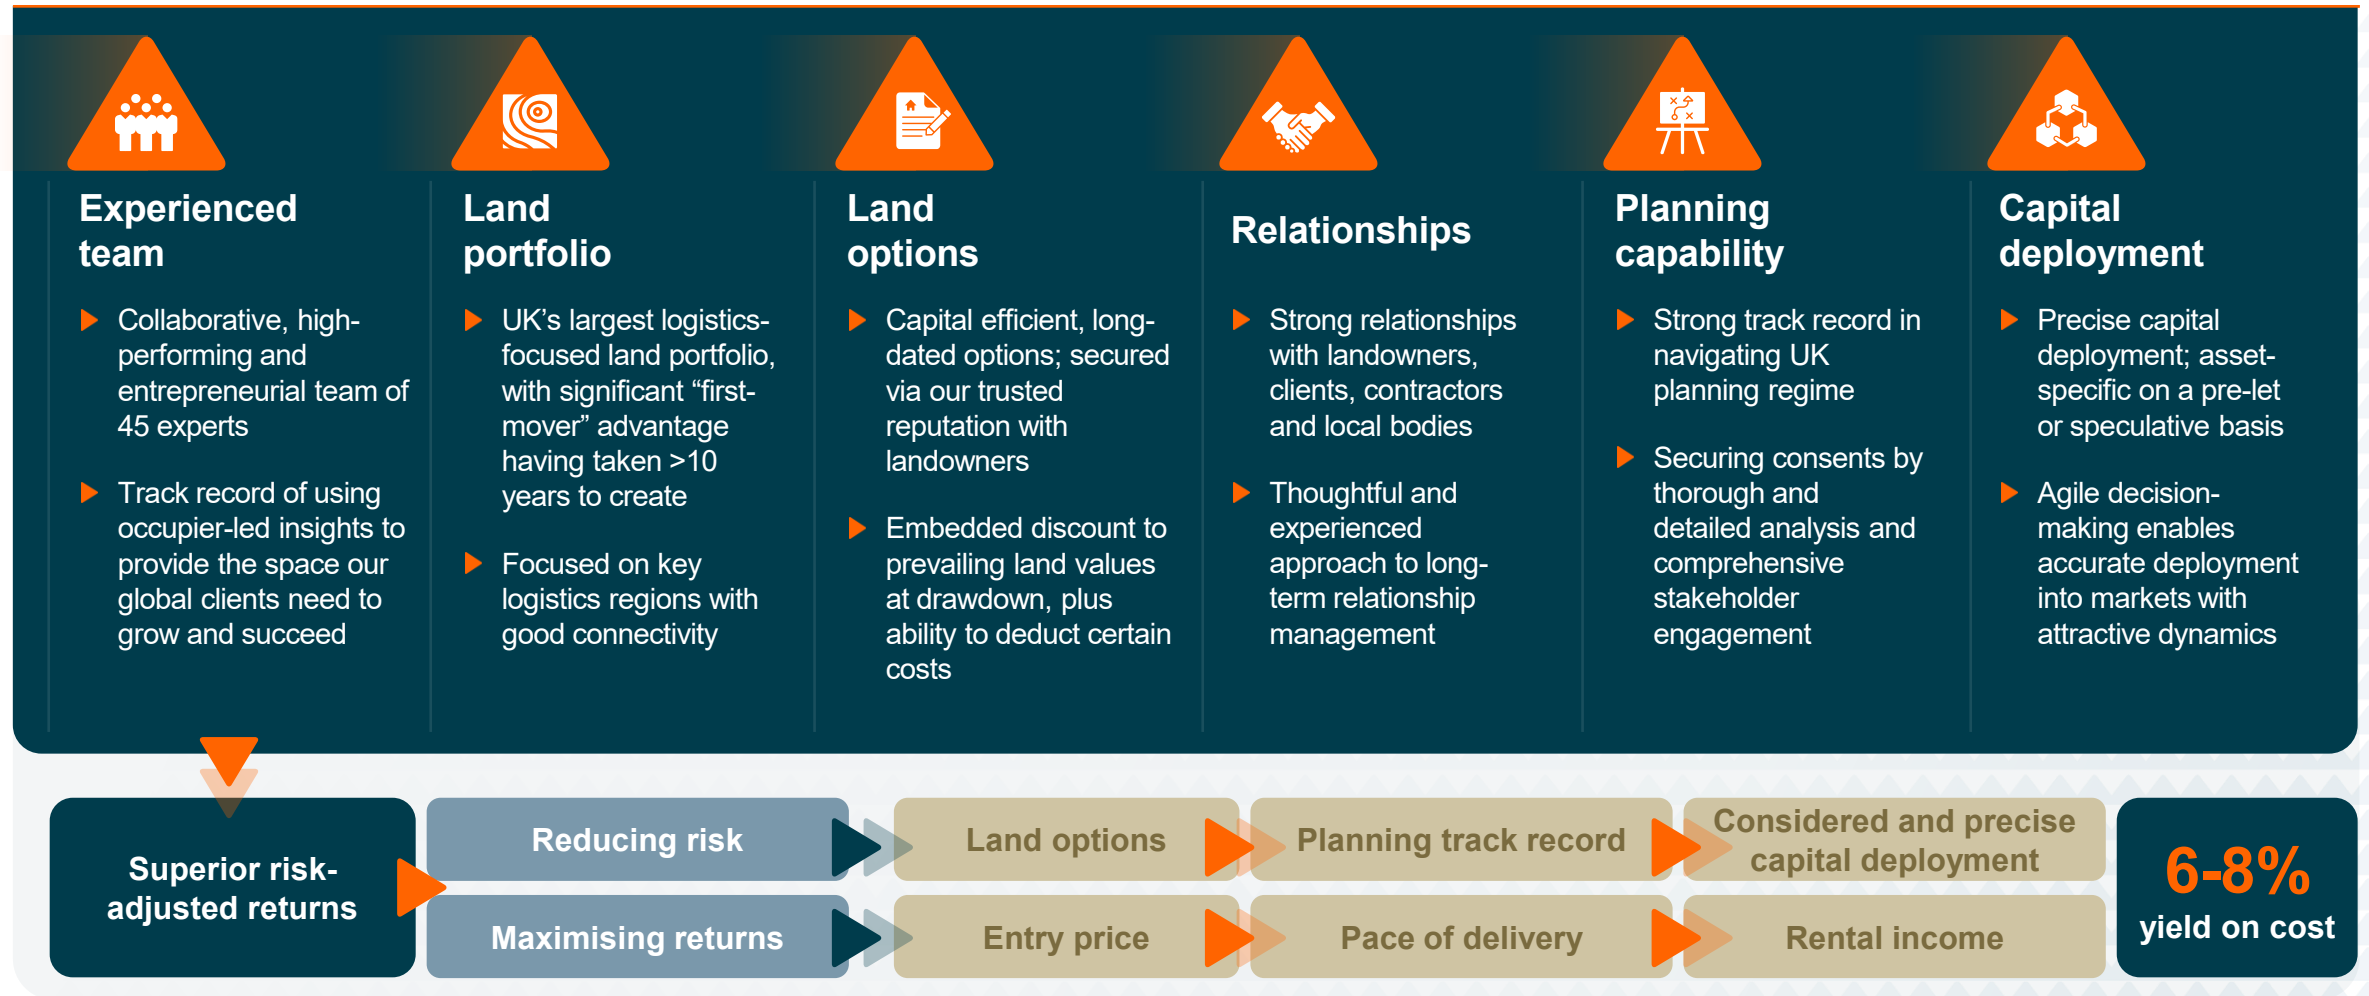 Experienced
team
Collaborative, high-
performing and
entrepreneurial team of
45 experts
Track record of using
occupier-led insights to
provide the space our
global clients need to
grow and succeed
Land
portfolio
UK’s largest logistics-
focused land portfolio,
with significant “first-
mover” advantage
having taken >10
years to create
Focused on key
logistics regions with
good connectivity
Land
options
Capital efficient, long-
dated options; secured
via our trusted
reputation with
landowners
Embedded discount to
prevailing land values
at drawdown, plus
ability to deduct certain
costs
Relationships
Strong relationships
with landowners,
clients, contractors
and local bodies
Thoughtful and
experienced
approach to long-
term relationship
management
Planning
capability
Strong track record in
navigating UK
planning regime
Securing consents by
thorough and
detailed analysis and
comprehensive
stakeholder
engagement
Capital
deployment
Precise capital
deployment; asset-
specific on a pre-let
or speculative basis
Agile decision-
making enables
accurate deployment
into markets with
attractive dynamics
Superior risk-
adjusted returns
Reducing risk
Land options
Planning track record
Considered and precise
capital deployment
Maximising returns
Entry price
Pace of delivery
Rental income
6-8%
yield on cost